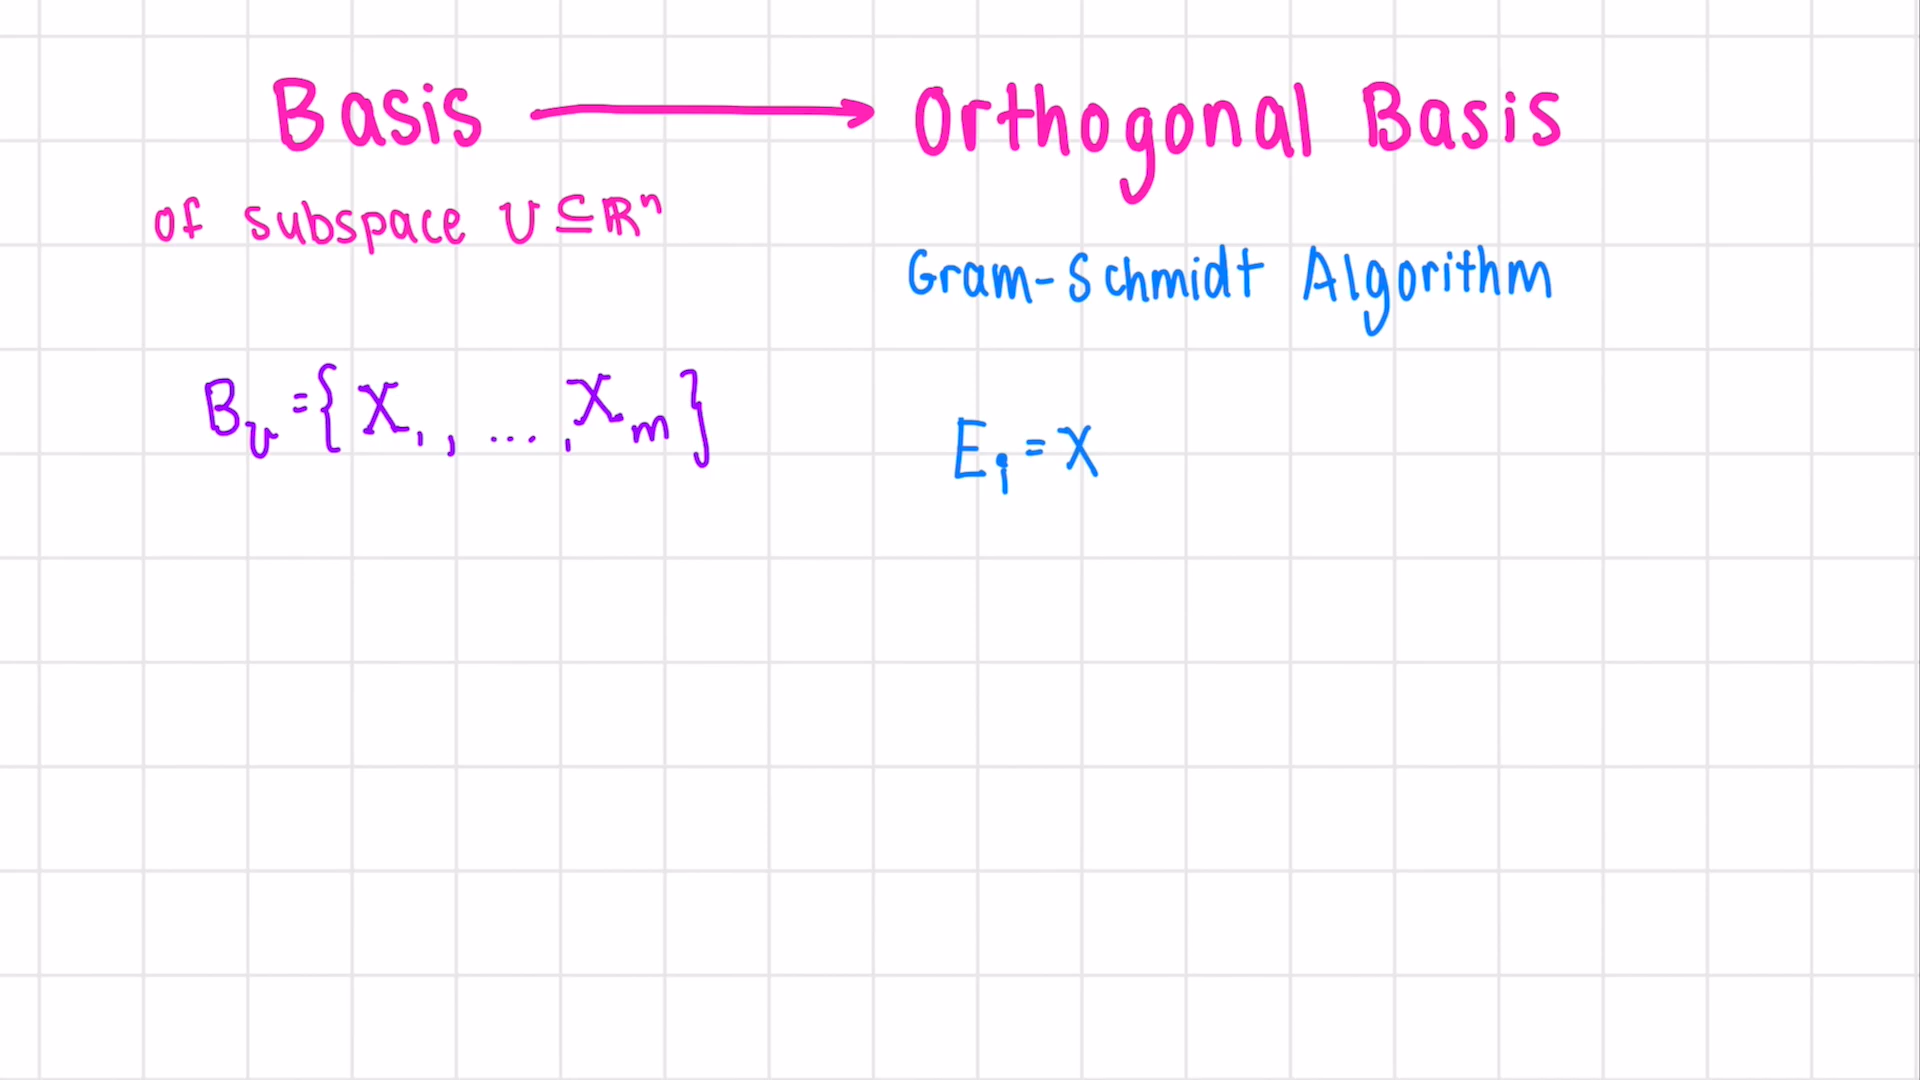 Basis → Orthogonal Basis
of subspace U ⊆ ℝⁿ
Gram-Schmidt Algorithm
B_U = {X₁, ..., X_m}
E₁ = X